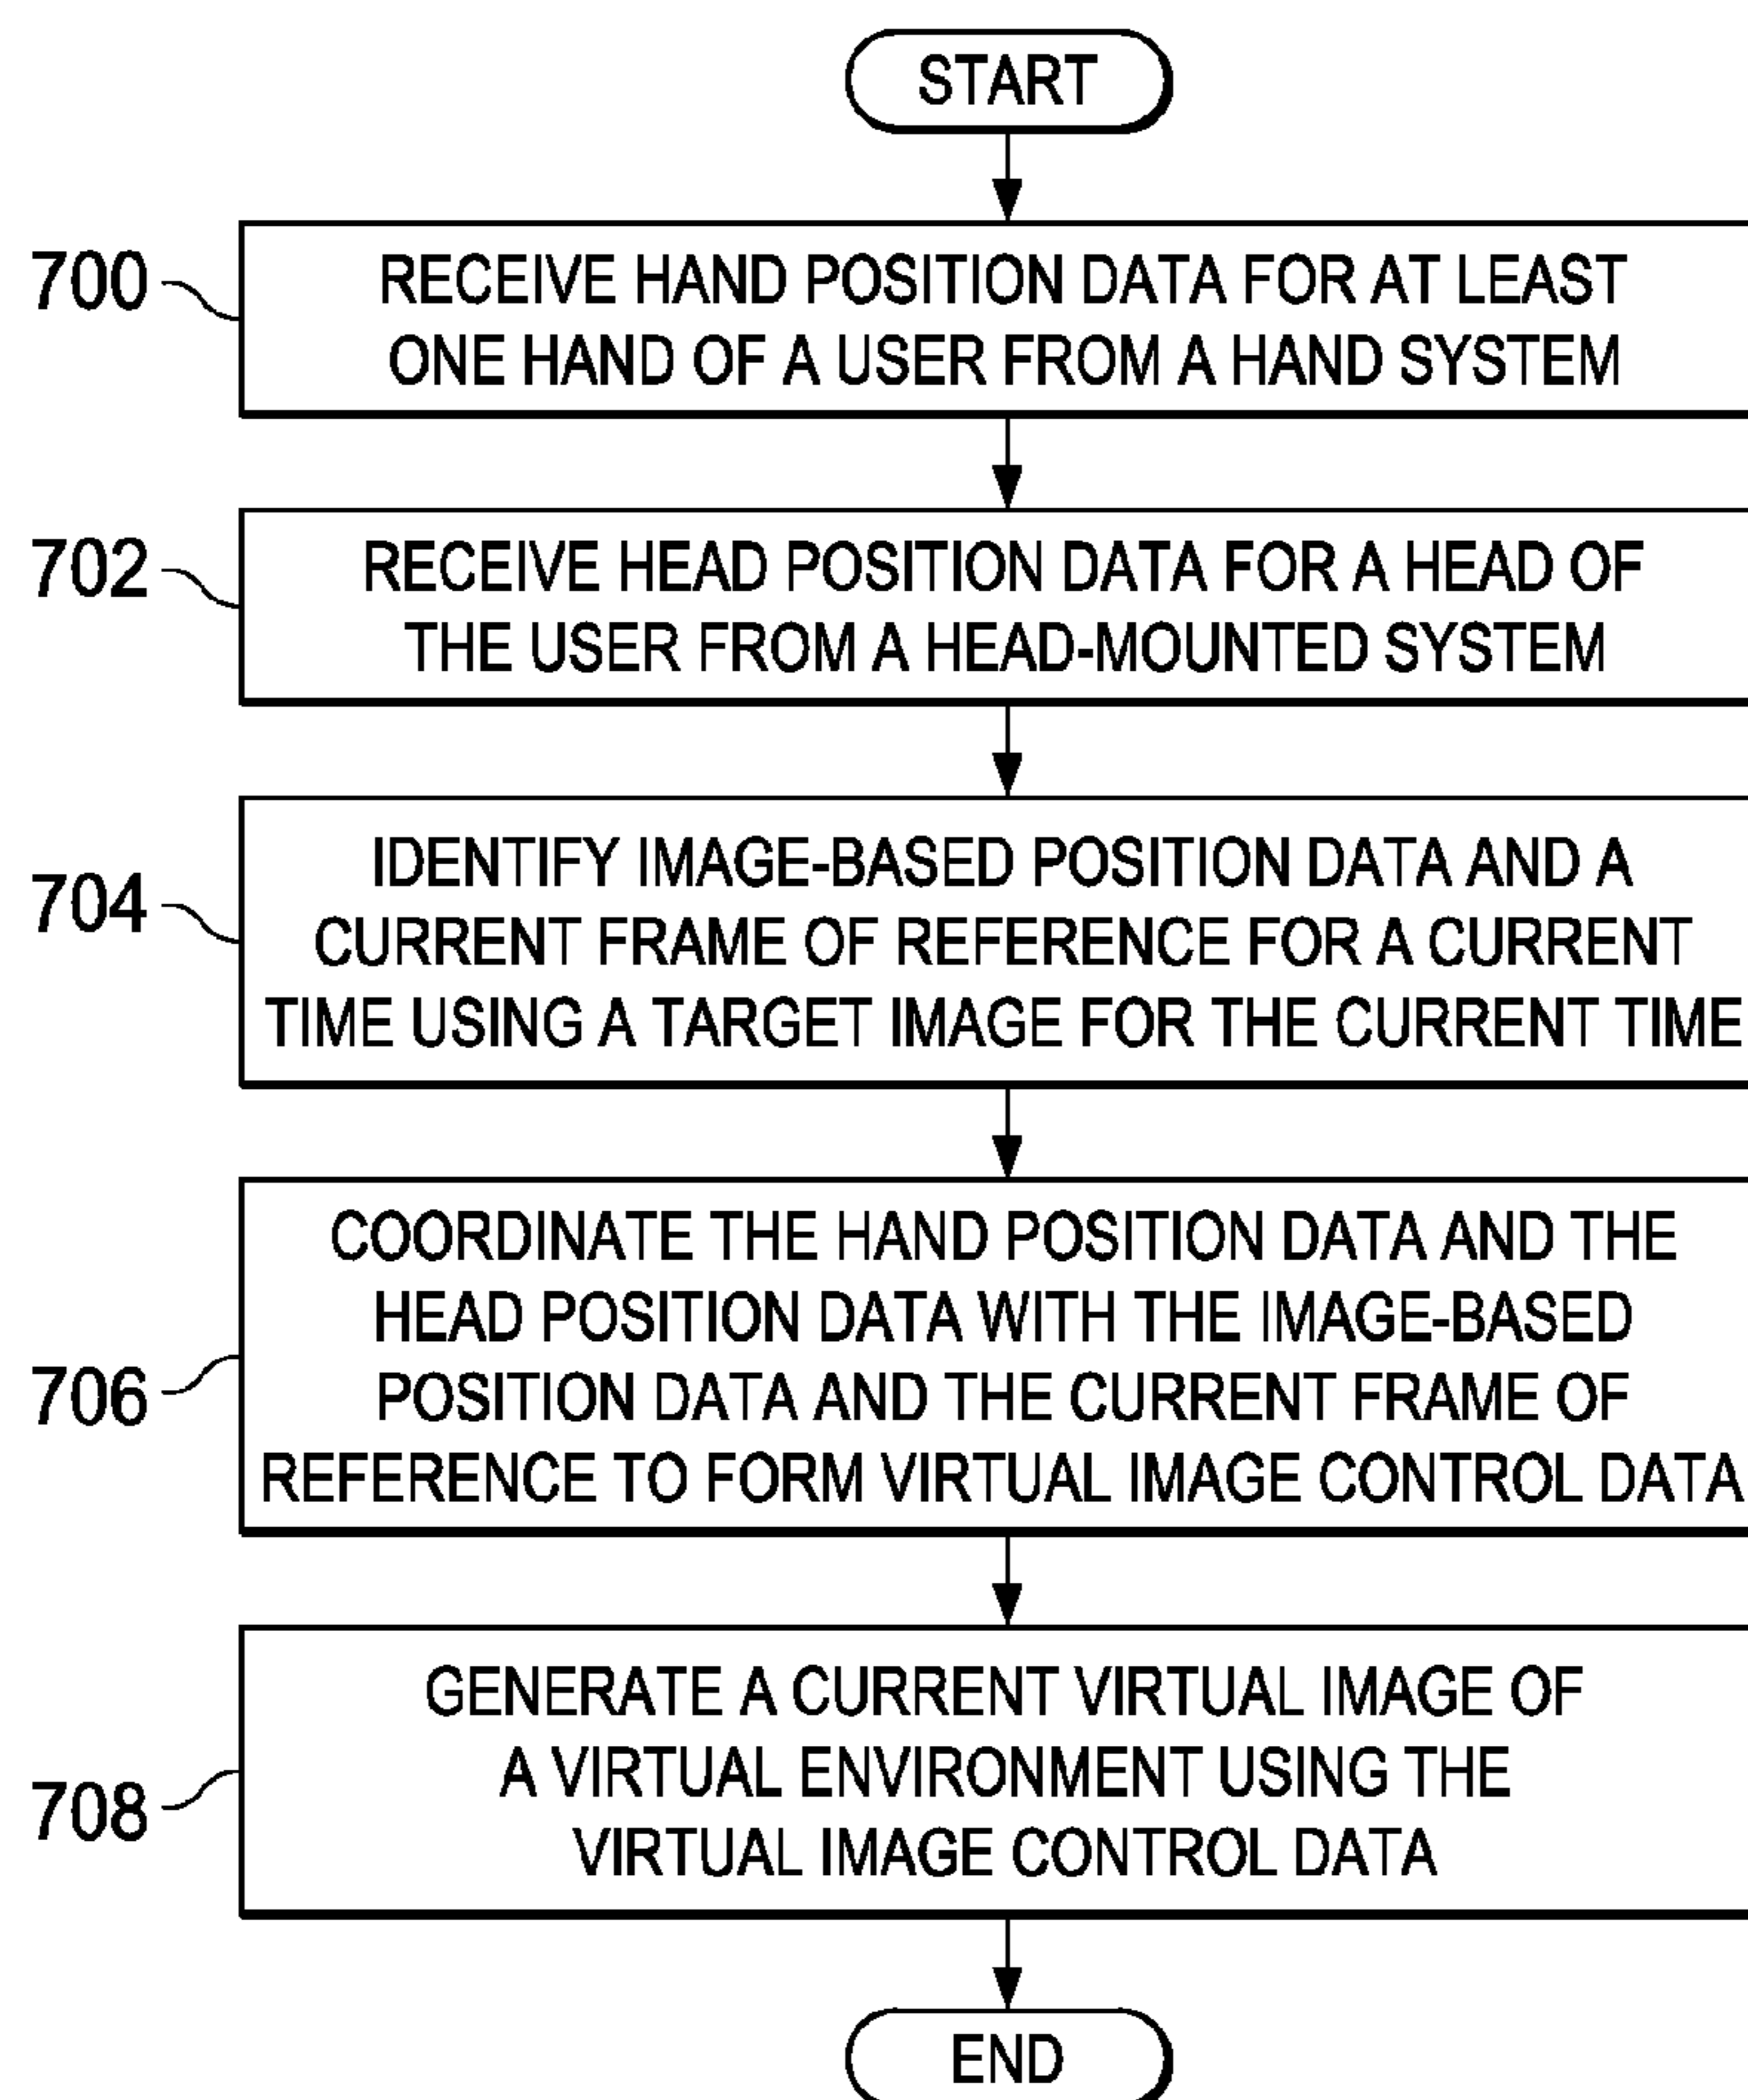 START
700
RECEIVE HAND POSITION DATA FOR AT LEAST
ONE HAND OF A USER FROM A HAND SYSTEM
702
RECEIVE HEAD POSITION DATA FOR A HEAD OF
THE USER FROM A HEAD-MOUNTED SYSTEM
704
IDENTIFY IMAGE-BASED POSITION DATA AND A
CURRENT FRAME OF REFERENCE FOR A CURRENT
TIME USING A TARGET IMAGE FOR THE CURRENT TIME
706
COORDINATE THE HAND POSITION DATA AND THE
HEAD POSITION DATA WITH THE IMAGE-BASED
POSITION DATA AND THE CURRENT FRAME OF
REFERENCE TO FORM VIRTUAL IMAGE CONTROL DATA
708
GENERATE A CURRENT VIRTUAL IMAGE OF
A VIRTUAL ENVIRONMENT USING THE
VIRTUAL IMAGE CONTROL DATA
END